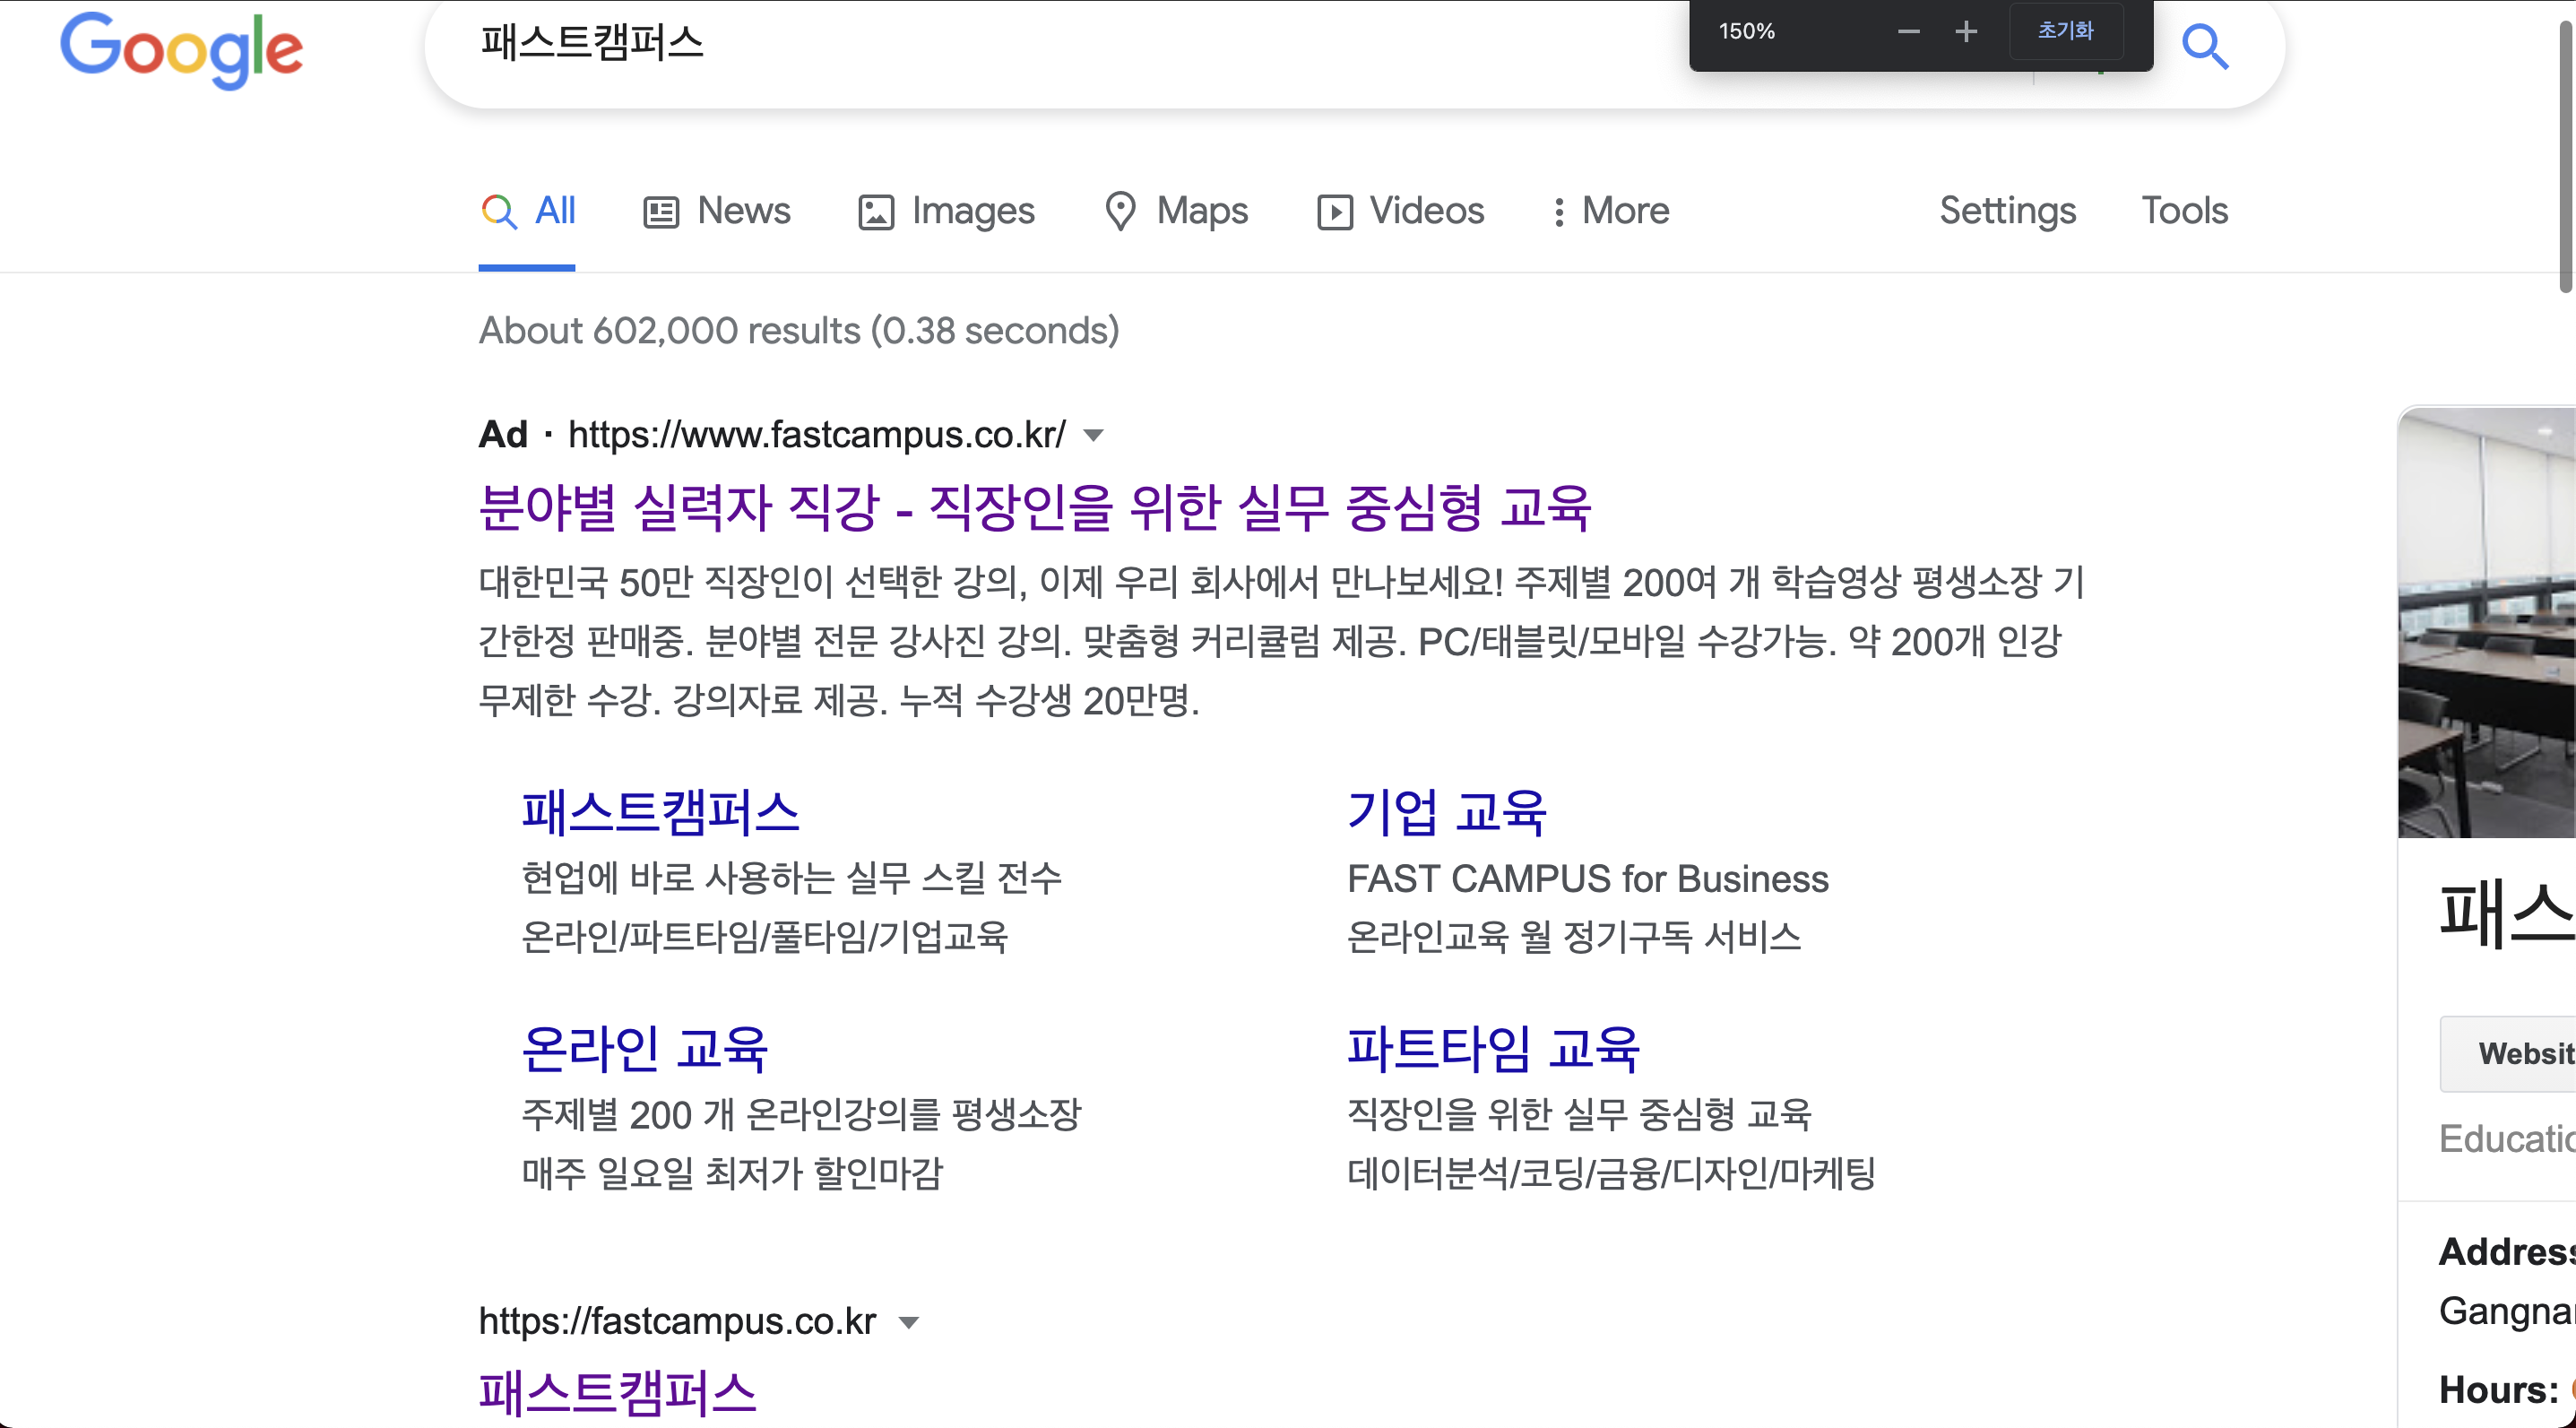 Google
패스트캠퍼스
150%
초기화
All
News
Images
Maps
Videos
More
Settings
Tools
About 602,000 results (0.38 seconds)
Ad · https://www.fastcampus.co.kr/
분야별 실력자 직강 - 직장인을 위한 실무 중심형 교육
대한민국 50만 직장인이 선택한 강의, 이제 우리 회사에서 만나보세요! 주제별 200여 개 학습영상 평생소장 기
간한정 판매중. 분야별 전문 강사진 강의. 맞춤형 커리큘럼 제공. PC/태블릿/모바일 수강가능. 약 200개 인강
무제한 수강. 강의자료 제공. 누적 수강생 20만명.
패스트캠퍼스
현업에 바로 사용하는 실무 스킬 전수
온라인/파트타임/풀타임/기업교육
기업 교육
FAST CAMPUS for Business
온라인교육 월 정기구독 서비스
온라인 교육
주제별 200 개 온라인강의를 평생소장
매주 일요일 최저가 할인마감
파트타임 교육
직장인을 위한 실무 중심형 교육
데이터분석/코딩/금융/디자인/마케팅
https://fastcampus.co.kr
패스트캠퍼스
패스
Websit
Educatio
Address
Gangnam
Hours: